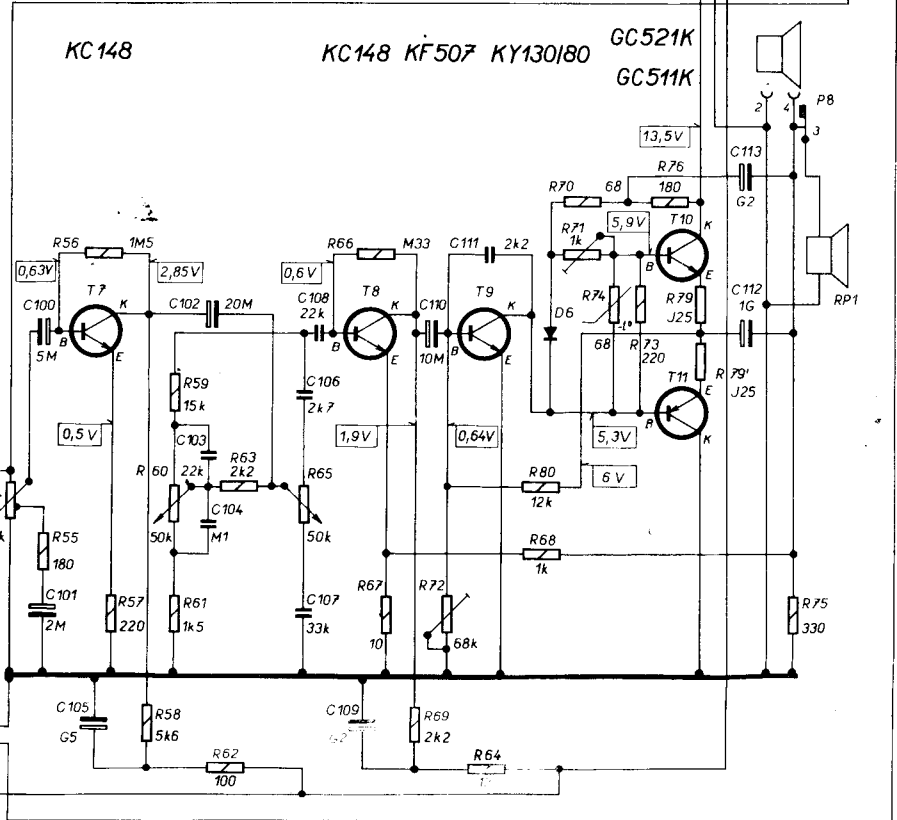 KC148
KC148 KF507 KY130/80
GC521K
GC511K
2
4
P8
3
13,5V
R76
C113
R70
68
180
G2
R71
1k
5,9V
T10
K
R56
1M5
R66
M33
C111
2k2
B
E
RP1
0,63V
2,85V
0,6V
C100
T7
K
C102
20M
C108
22k
T8
K
C110
T9
K
D6
R74
R79
J25
C112
1G
5M
B
E
B
E
10M
B
E
-t°
68
R73
220
R79'
J25
T11
E
B
K
R59
15k
C106
2k7
C103
0,5V
1,9V
0,64V
5,3V
6V
R60
22k
R63
2k2
R65
R80
12k
C104
M1
50k
50k
k
R55
180
R68
1k
C101
2M
R57
220
R61
1k5
C107
33k
R67
10
R72
68k
R75
330
C105
G5
R58
5k6
C109
G2
R69
2k2
R62
100
R64